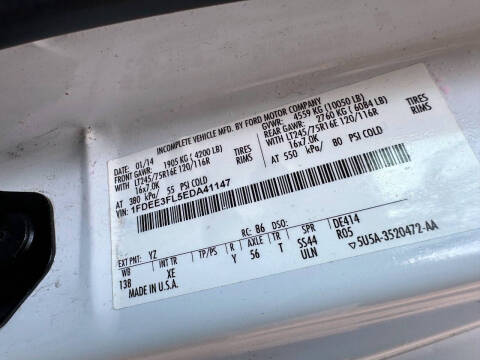 INCOMPLETE VEHICLE MFD. BY FORD MOTOR COMPANY
DATE: 01/14 GVWR: 4559 KG (10050 LB)
FRONT GAWR: 1905 KG (4200 LB) REAR GAWR: 2760 KG (6084 LB)
WITH LT245/75R16E 120/116R TIRES WITH LT245/75R16E 120/116R TIRES
16x7.0K RIMS 16x7.0K RIMS
AT 380 kPa/ 55 PSI COLD AT 550 kPa/ 80 PSI COLD
VIN: 1FDEE3FL5EDA41147
EXT PNT: YZ RC: B6 DSO:
WB INT TR TP/PS R AXLE TR SPR DE414
138 XE Y 56 T SS44 R05
MADE IN U.S.A. ULN 5U5A-3520472-AA